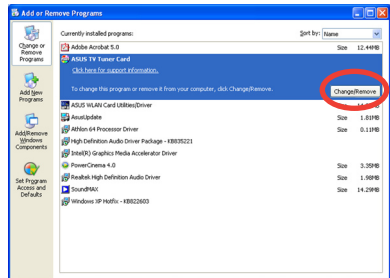 Add or Remove Programs
Change or
Remove
Programs
Add New
Programs
Add/Remove
Windows
Components
Set Program
Access and
Defaults
Currently installed programs:
Sort by: Name
Adobe Acrobat 5.0 Size 12.44MB
ASUS TV Tuner Card
Click here for support information.
To change this program or remove it from your computer, click Change/Remove.
Change/Remove
ASUS WLAN Card Utilities/Driver Size
AsusUpdate Size 1.81MB
Athlon 64 Processor Driver Size 0.11MB
High Definition Audio Driver Package - KB835221
Intel(R) Graphics Media Accelerator Driver
PowerCinema 4.0 Size 3.35MB
Realtek High Definition Audio Driver Size 1.98MB
SoundMAX Size 14.29MB
Windows XP Hotfix - KB822603